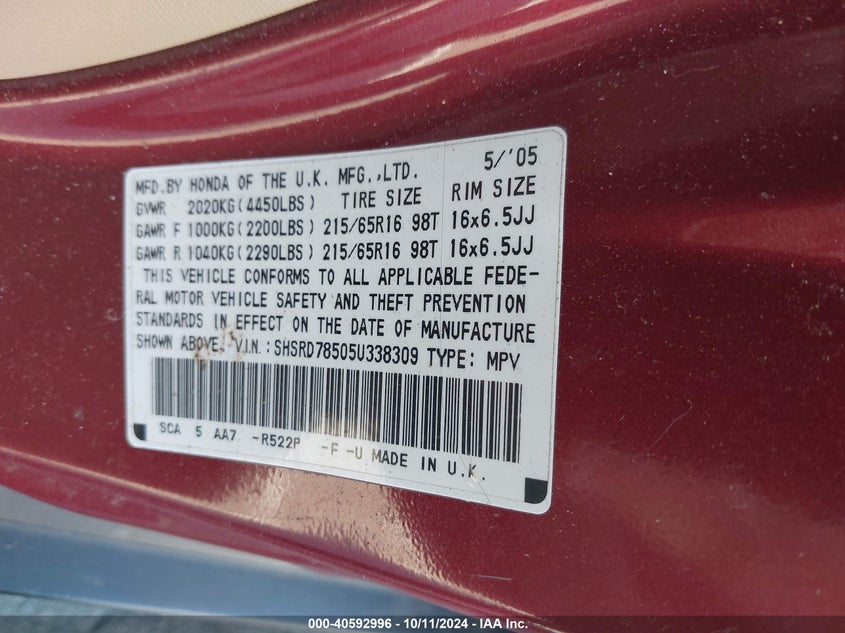 MFD.BY HONDA OF THE U.K. MFG.,LTD. 5/'05
GVWR 2020KG(4450LBS) TIRE SIZE RIM SIZE
GAWR F 1000KG(2200LBS) 215/65R16 98T 16x6.5JJ
GAWR R 1040KG(2290LBS) 215/65R16 98T 16x6.5JJ
THIS VEHICLE CONFORMS TO ALL APPLICABLE FEDE-
RAL MOTOR VEHICLE SAFETY AND THEFT PREVENTION
STANDARDS IN EFFECT ON THE DATE OF MANUFACTURE
SHOWN ABOVE. V.I.N.:SHSRD78505U338309 TYPE: MPV
SCA 5 AA7 -R522P -F -U MADE IN U.K.
000-40592996 - 10/11/2024 - IAA Inc.